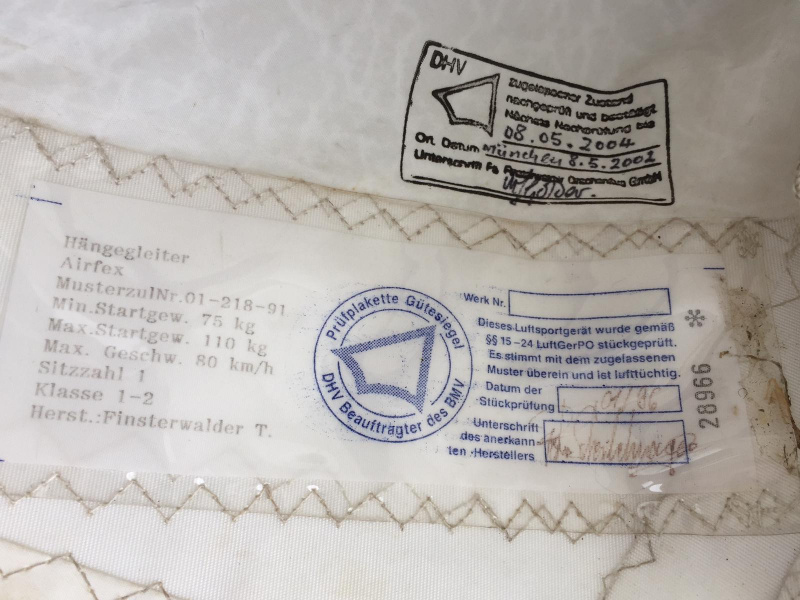 DHV
zugelassener Zustand
nachgeprüft und bestätigt
Nächste Nachprüfung bis
08.05.2004
Ort, Datum München 8.5.2002
Unterschrift Fa. GmbH
Hängegleiter
Airfex
MusterzulNr.01-218-91
Min.Startgew. 75 kg
Max.Startgew. 110 kg
Max. Geschw. 80 km/h
Sitzzahl 1
Klasse 1-2
Herst.:Finsterwalder T.
Prüfplakette Gütesiegel
DHV Beauftragter des BMV
Werk Nr.
Dieses Luftsportgerät wurde gemäß
§§ 15-24 LuftGerPO stückgeprüft.
Es stimmt mit dem zugelassenen
Muster überein und ist lufttüchtig.
Datum der
Stückprüfung 04/96
Unterschrift
des anerkann-
ten Herstellers
28966 *